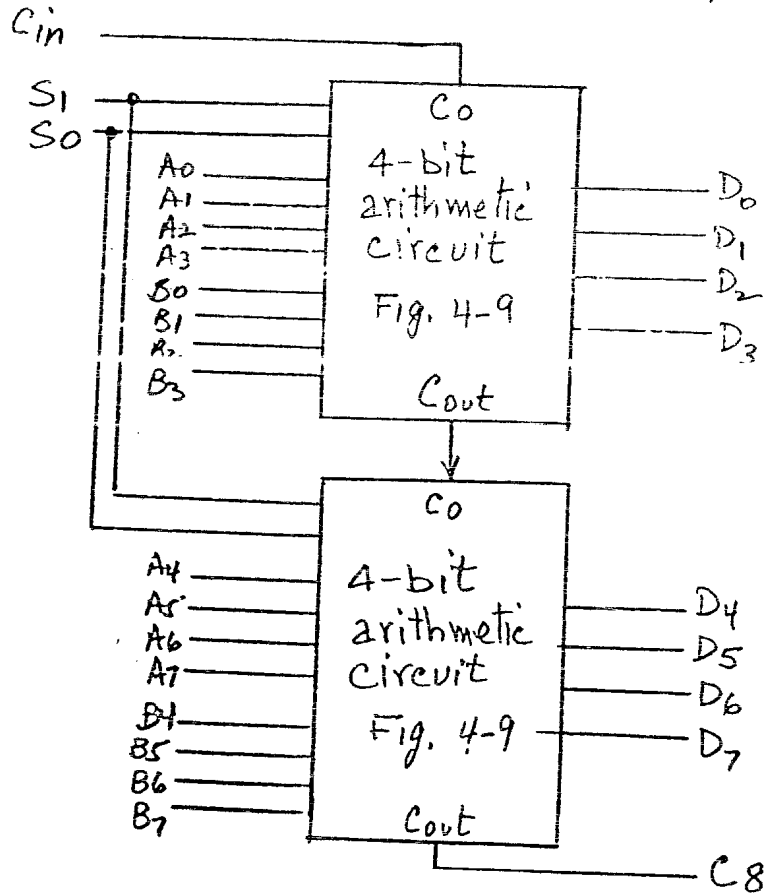 Cin
S1
S0
C0
4-bit
arithmetic
circuit
Fig. 4-9
Cout
A0
A1
A2
A3
B0
B1
B3
D0
D1
D2
D3
C0
4-bit
arithmetic
circuit
Fig. 4-9
Cout
A4
A5
A6
A7
B4
B5
B6
B7
D4
D5
D6
D7
C8